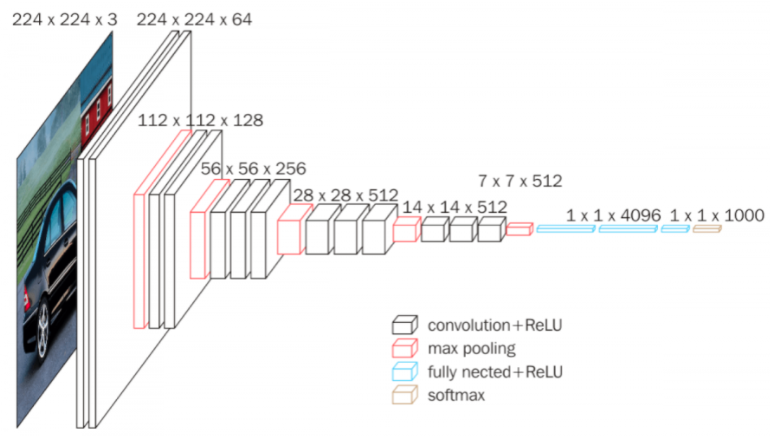 224 x 224 x 3
224 x 224 x 64
112 x 112 x 128
56 x 56 x 256
28 x 28 x 512
14 x 14 x 512
7 x 7 x 512
1 x 1 x 4096
1 x 1 x 1000
convolution+ReLU
max pooling
fully nected+ReLU
softmax